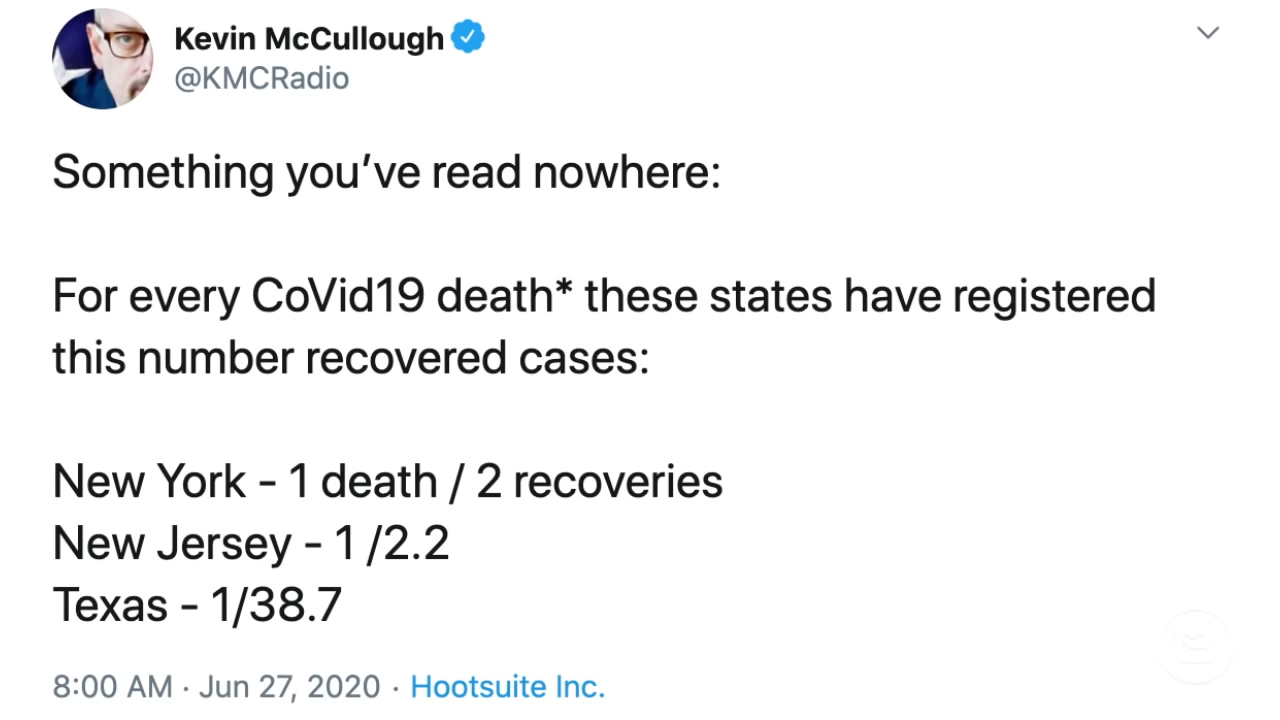 Kevin McCullough
@KMCRadio
Something you've read nowhere:
For every CoVid19 death* these states have registered
this number recovered cases:
New York - 1 death / 2 recoveries
New Jersey - 1 /2.2
Texas - 1/38.7
8:00 AM · Jun 27, 2020 · Hootsuite Inc.